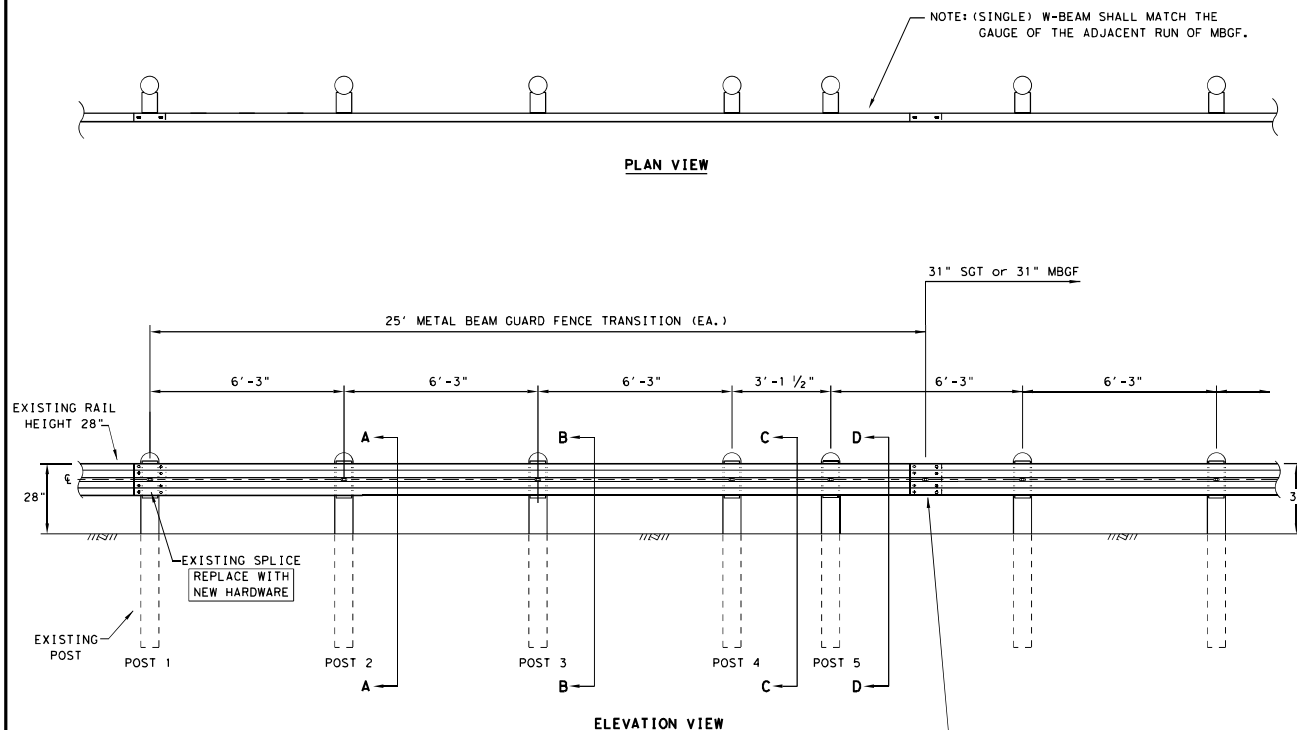 NOTE: (SINGLE) W-BEAM SHALL MATCH THE
GAUGE OF THE ADJACENT RUN OF MBGF.
PLAN VIEW
31" SGT or 31" MBGF
25' METAL BEAM GUARD FENCE TRANSITION (EA.)
6'-3" 6'-3" 6'-3" 3'-1 1/2" 6'-3" 6'-3"
EXISTING RAIL
HEIGHT 28"
A B C D
℄
28"
3
EXISTING SPLICE
REPLACE WITH
NEW HARDWARE
EXISTING
POST
POST 1 POST 2 POST 3 POST 4 POST 5
A B C D
ELEVATION VIEW